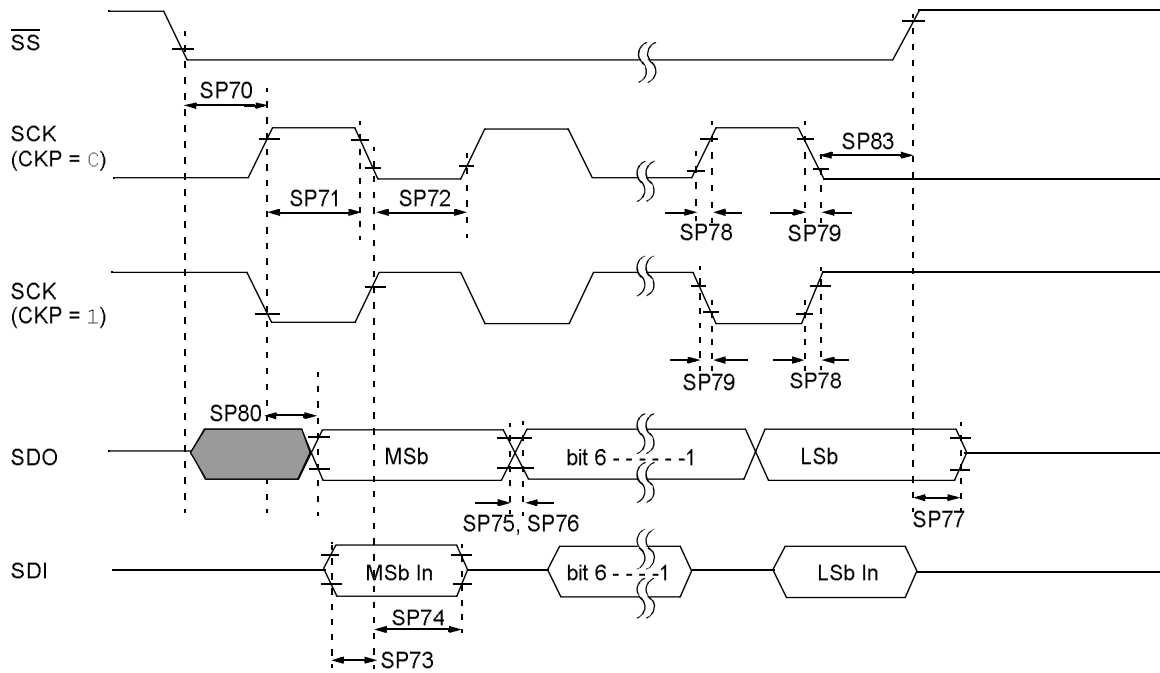 SS
SP70
SCK
(CKP = 0)
SP83
SP71
SP72
SP78
SP79
SCK
(CKP = 1)
SP79
SP78
SP80
SDO
MSb
bit 6 - - - - - -1
LSb
SP75, SP76
SP77
SDI
MSb In
bit 6 - - - -1
LSb In
SP74
SP73